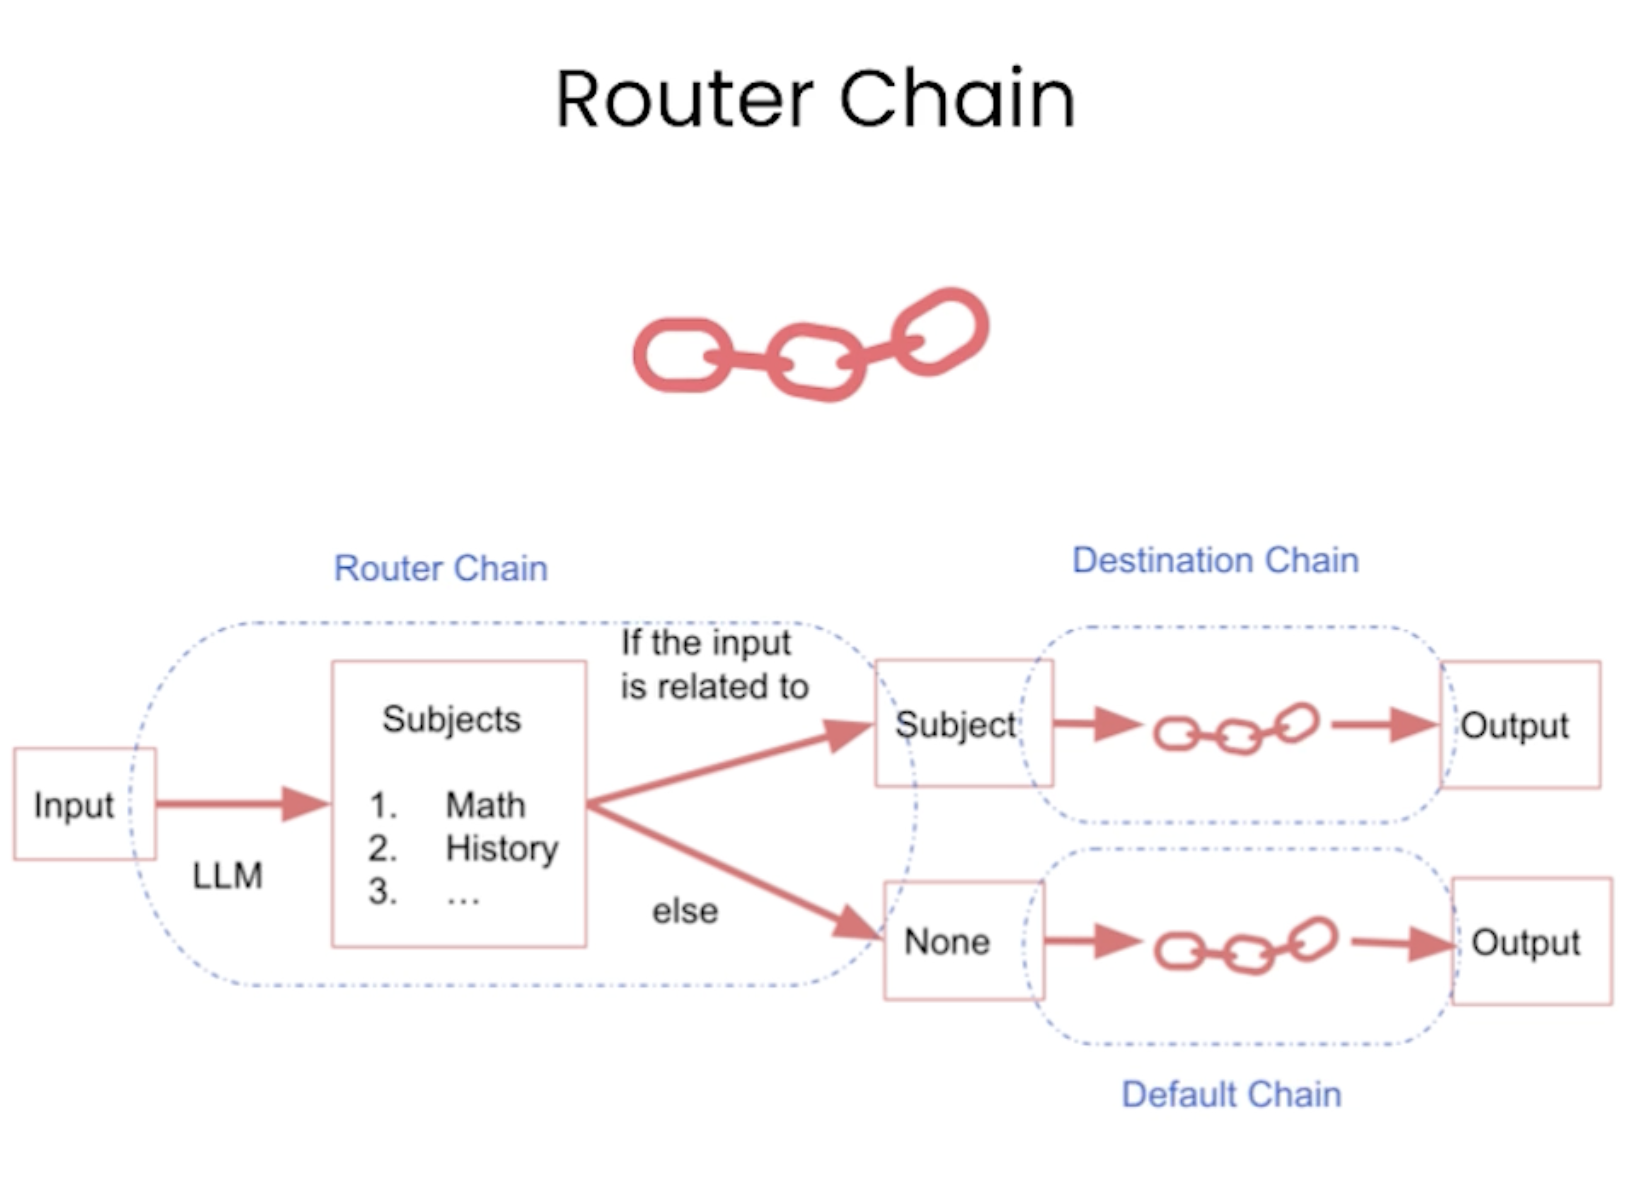 Router Chain
Router Chain
Destination Chain
If the input
is related to
Subjects
Input
LLM
1. Math
2. History
3. …
else
Subject
Output
None
Output
Default Chain